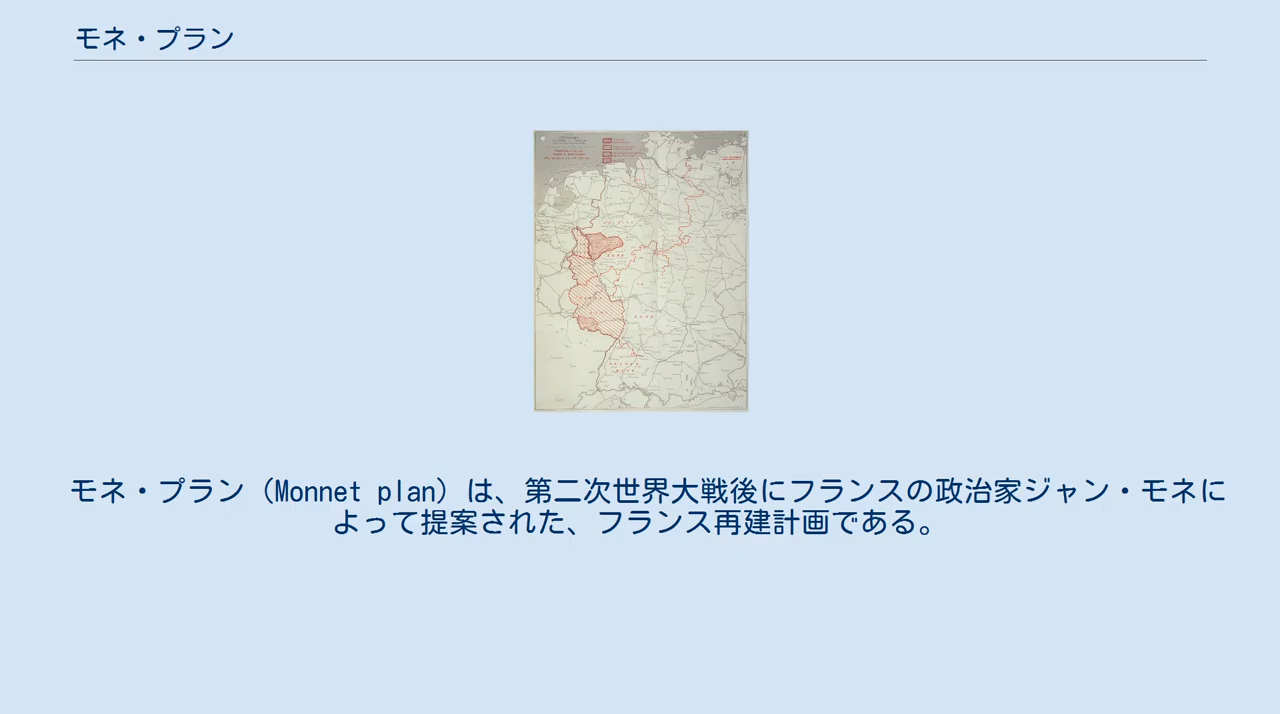 モネ・プラン
モネ・プラン（Monnet plan）は、第二次世界大戦後にフランスの政治家ジャン・モネに
よって提案された、フランス再建計画である。